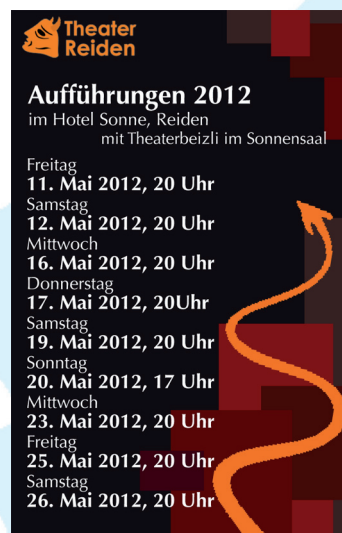 Theater
Reiden
Aufführungen 2012
im Hotel Sonne, Reiden
mit Theaterbeizli im Sonnensaal
Freitag
11. Mai 2012, 20 Uhr
Samstag
12. Mai 2012, 20 Uhr
Mittwoch
16. Mai 2012, 20 Uhr
Donnerstag
17. Mai 2012, 20Uhr
Samstag
19. Mai 2012, 20 Uhr
Sonntag
20. Mai 2012, 17 Uhr
Mittwoch
23. Mai 2012, 20 Uhr
Freitag
25. Mai 2012, 20 Uhr
Samstag
26. Mai 2012, 20 Uhr